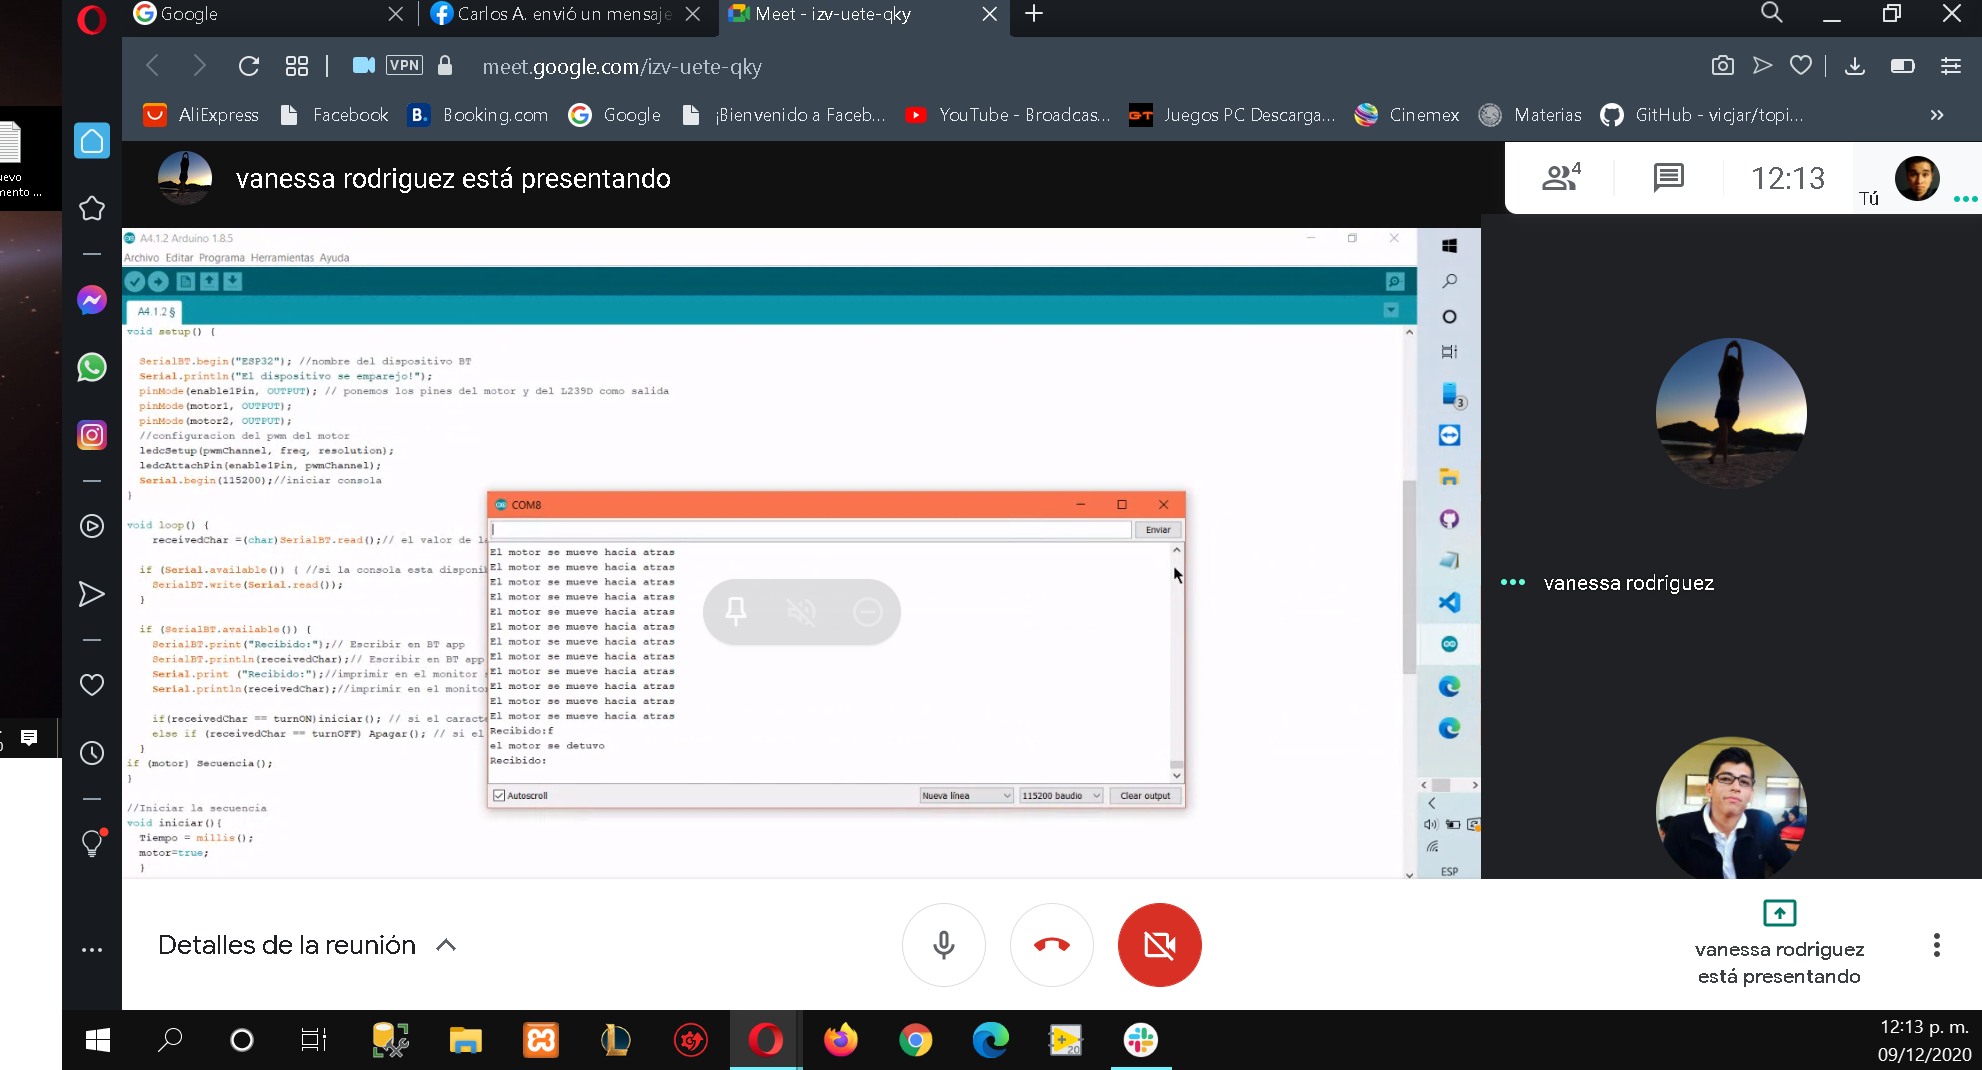 Google
Carlos A. envió un mensaje
Meet - izv-uete-qky
VPN
meet.google.com/izv-uete-qky
AliExpress
Facebook
B.
Booking.com
Google
¡Bienvenido a Faceb...
YouTube - Broadcas...
GT
Juegos PC Descarga...
Cinemex
Materias
GitHub - vicjar/topi...
»
uevo
mento ...
vanessa rodriguez está presentando
4
12:13
Tú
A4.1.2 Arduino 1.8.5
Archivo Editar Programa Herramientas Ayuda
A4.1.2 §
void setup() {
SerialBT.begin("ESP32"); //nombre del dispositivo BT
Serial.println("El dispositivo se emparejo!");
pinMode(enable1Pin, OUTPUT); // ponemos los pines del motor y del L239D como salida
pinMode(motor1, OUTPUT);
pinMode(motor2, OUTPUT);
//configuracion del pwm del motor
ledcSetup(pwmChannel, freq, resolution);
ledcAttachPin(enable1Pin, pwmChannel);
Serial.begin(115200);//iniciar consola
}
void loop() {
receivedChar =(char)SerialBT.read();// el valor de la
if (Serial.available()) { //si la consola esta disponib
SerialBT.write(Serial.read());
}
if (SerialBT.available()) {
SerialBT.print("Recibido:");// Escribir en BT app
SerialBT.println(receivedChar);// Escribir en BT app
Serial.print ("Recibido:");//imprimir en el monitor s
Serial.println(receivedChar);//imprimir en el monitor
if(receivedChar == turnON)iniciar(); // si el caracte
else if (receivedChar == turnOFF) Apagar(); // si el
}
if (motor) Secuencia();
}
//Iniciar la secuencia
void iniciar(){
Tiempo = millis();
motor=true;
}
COM8
Enviar
El motor se mueve hacia atras
El motor se mueve hacia atras
El motor se mueve hacia atras
El motor se mueve hacia atras
El motor se mueve hacia atras
El motor se mueve hacia atras
El motor se mueve hacia atras
El motor se mueve hacia atras
El motor se mueve hacia atras
El motor se mueve hacia atras
El motor se mueve hacia atras
El motor se mueve hacia atras
Recibido:f
el motor se detuvo
Recibido:
Autoscroll
Nueva línea
115200 baudio
Clear output
3
ESP
vanessa rodriguez
Detalles de la reunión
vanessa rodriguez
está presentando
20
12:13 p. m.
09/12/2020